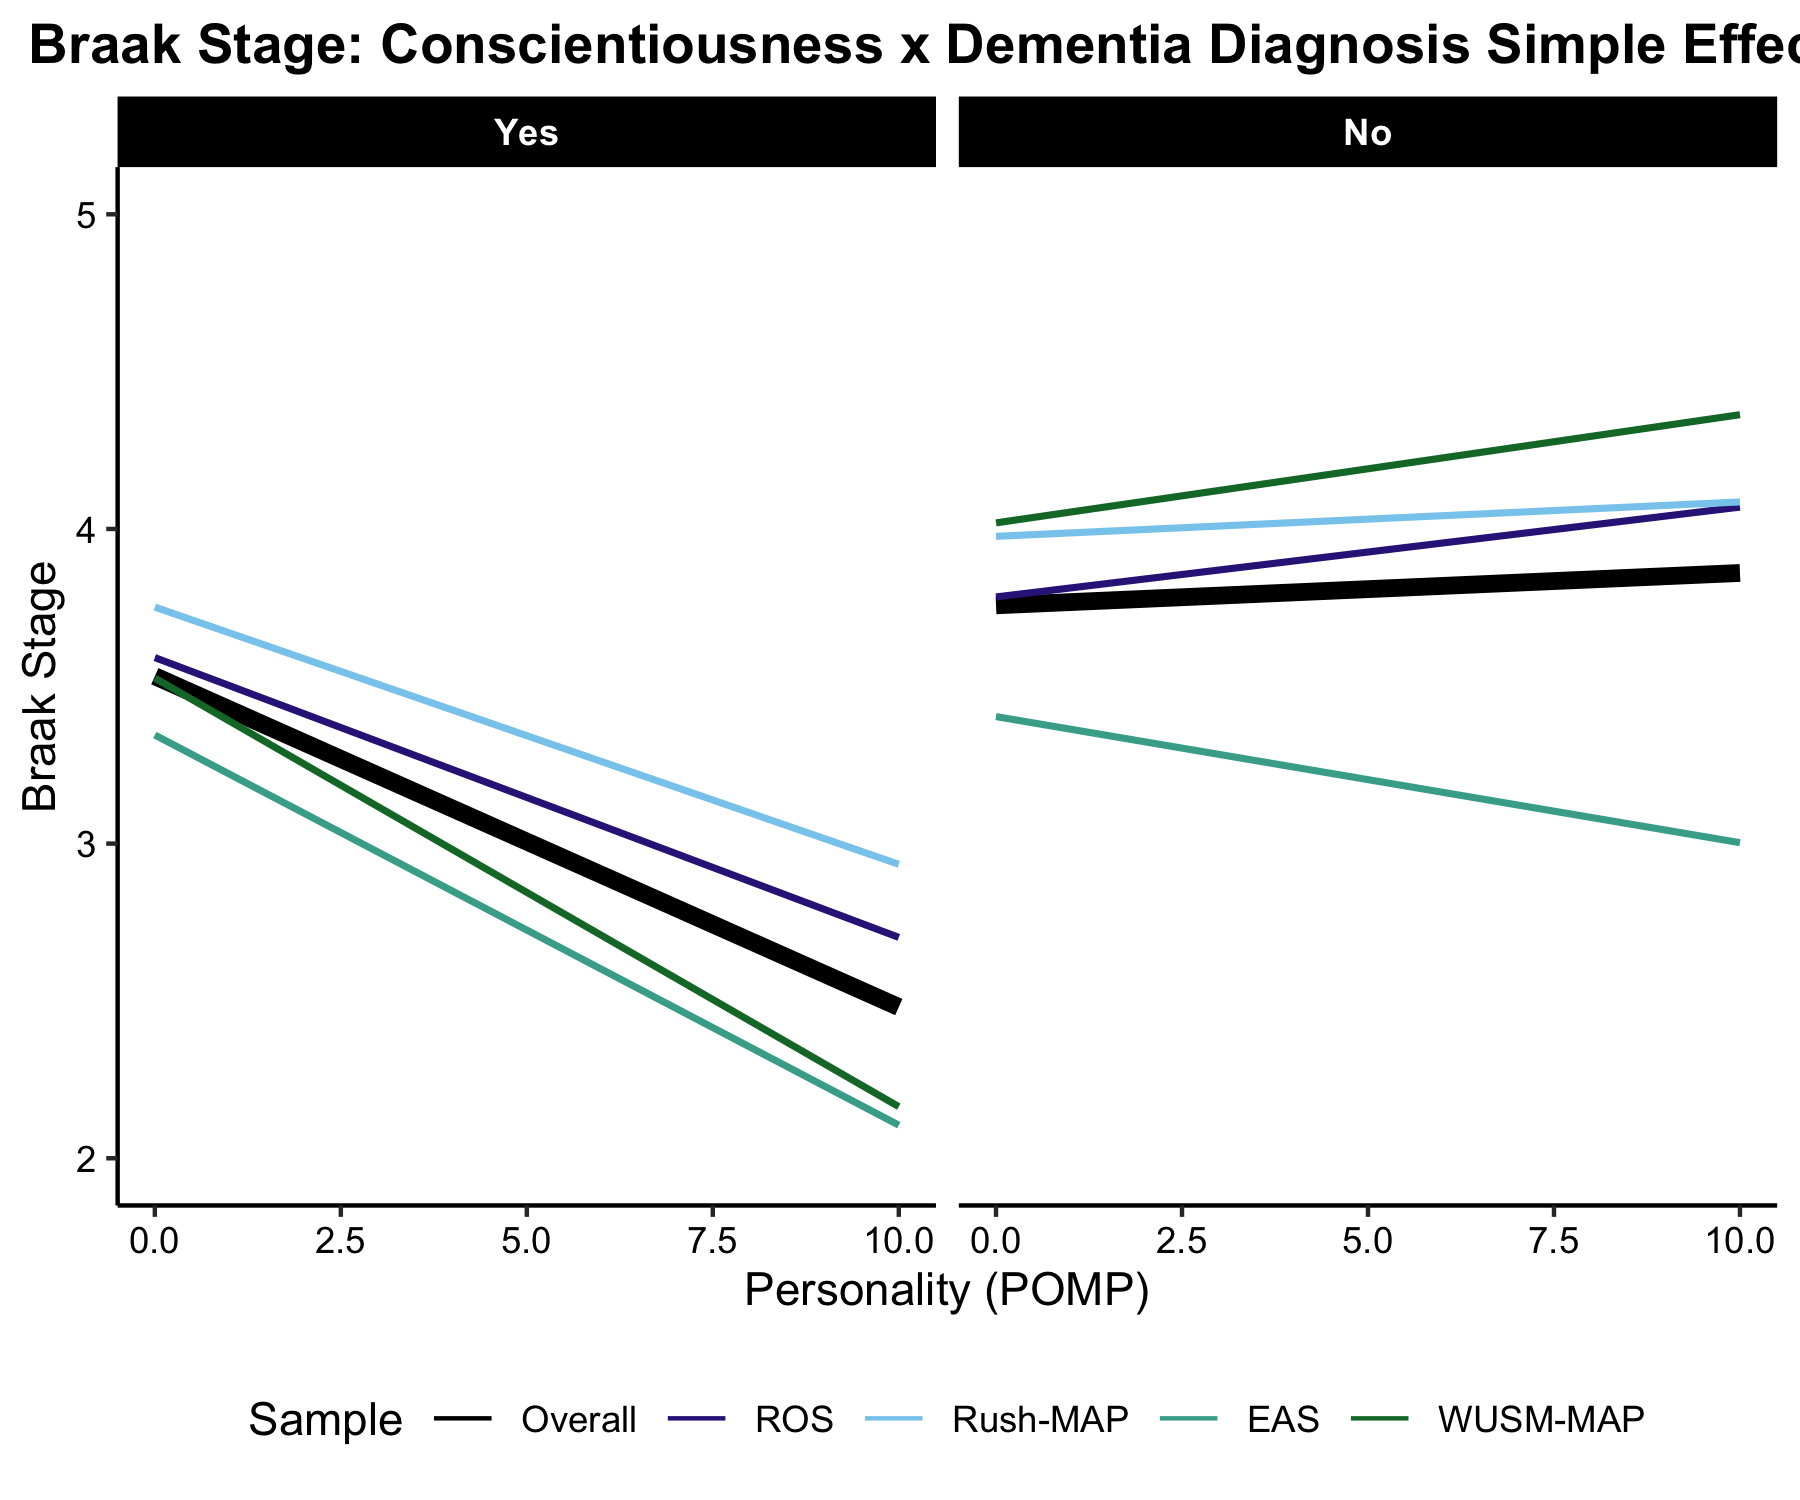 Braak Stage: Conscientiousness x Dementia Diagnosis Simple Effec
Yes
No
5
4
3
2
Braak Stage
0.0 2.5 5.0 7.5 10.0 0.0 2.5 5.0 7.5 10.0
Personality (POMP)
Sample Overall ROS Rush-MAP EAS WUSM-MAP